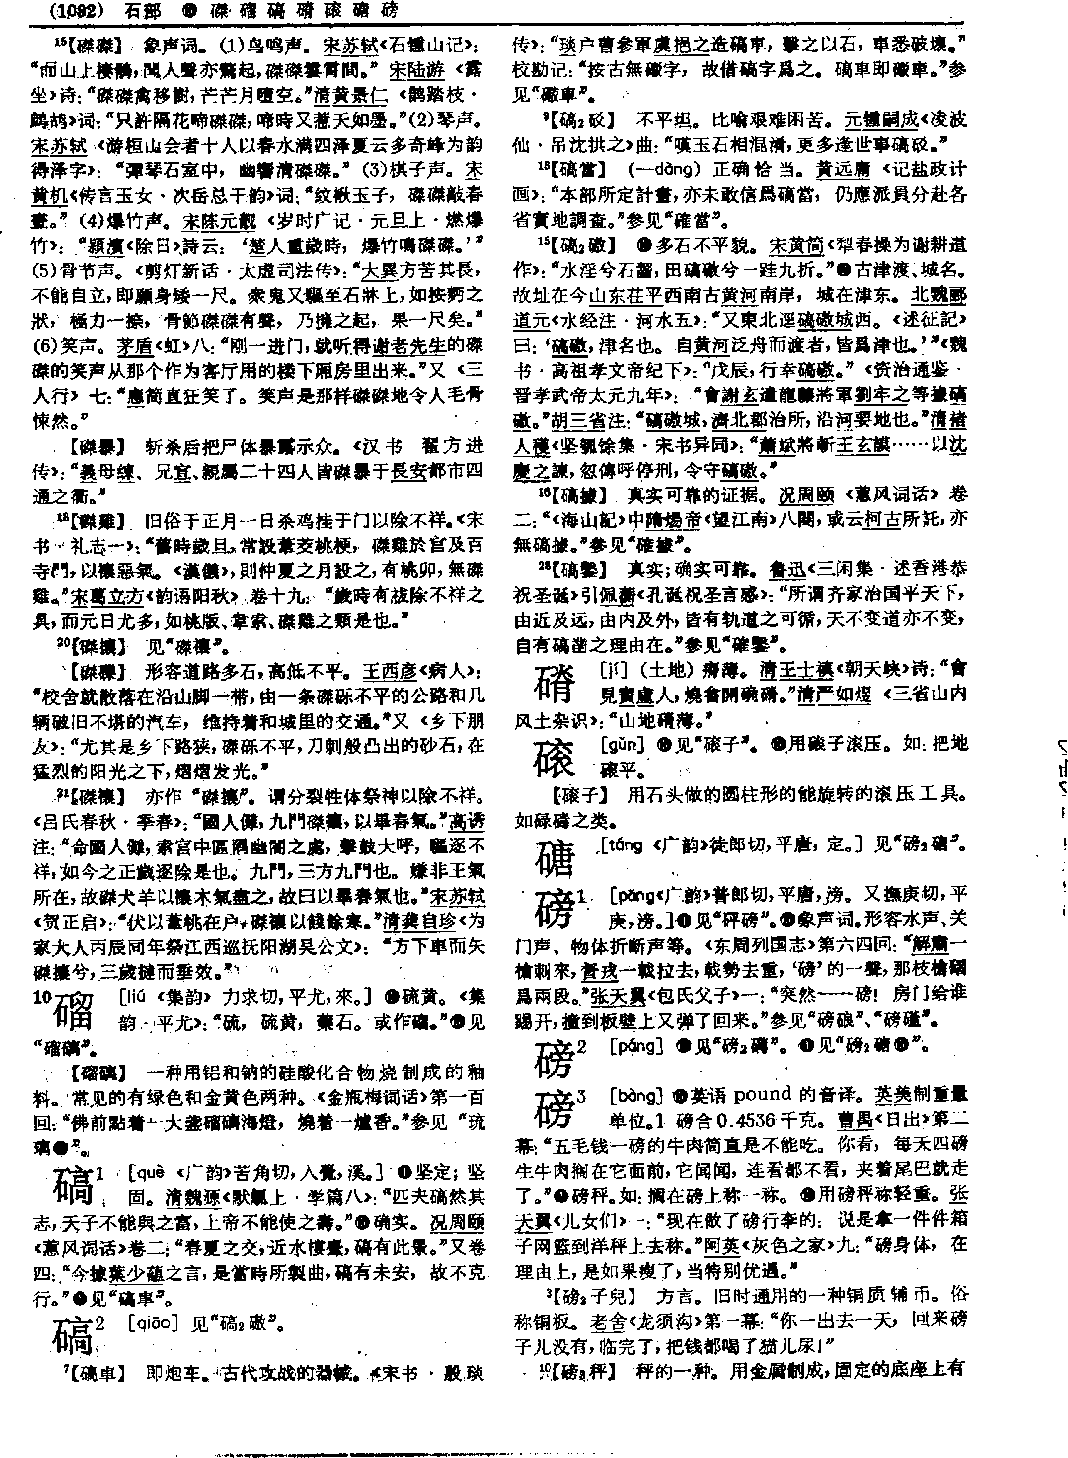 (1092) 石部 ⑩ 磔 磂 碻 磆 磙 磄 磅
¹⁵【磔磔】 象声词。(1)鸟鸣声。宋苏轼《石锺山记》:
“而山上棲鶻，聞人聲亦驚起，磔磔雲霄間。” 宋陆游 《露
坐》诗: “磔磔禽移樹，芒芒月墮空。”清黄景仁 《鹊踏枝·
鹧鸪》词: “只許隔花啼磔磔，啼時又惹天如墨。”(2)琴声。
宋苏轼 《游桓山会者十人以春水满四泽夏云多奇峰为韵
得泽字》: “彈琴石室中，幽響清磔磔。” (3)棋子声。 宋
黄机《传言玉女·次岳总干韵》词: “紋楸玉子，磔磔敲春
晝。” (4)爆竹声。 宋陈元靓 《岁时广记·元旦上·燃爆
竹》: “潁濱《除日》詩云: ‘楚人重歲時，爆竹鳴磔磔。’”
(5)骨节声。《剪灯新话·太虚司法传》: “大異方苦其長，
不能自立，即願身矮一尺。衆鬼又驅至石牀上，如按麪之
狀，極力一捺，骨節磔磔有聲，乃擁之起，果一尺矣。”
(6)笑声。 茅盾《虹》八: “刚一进门，就听得谢老先生的磔
磔的笑声从那个作为客厅用的楼下厢房里出来。”又 《三
人行》 七: “惠简直狂笑了。笑声是那样磔磔地令人毛骨
悚然。”
【磔暴】 斩杀后把尸体暴露示众。《汉书 翟方进
传》: “義母練、兄宣、親屬二十四人皆磔暴于長安都市四
通之衢。”
¹⁸【磔雞】 旧俗于正月一日杀鸡挂于门以除不祥。《宋
书·礼志一》: “舊時歲旦，常設葦茭桃梗，磔雞於宫及百
寺門，以禳惡氣。《漢儀》，則仲夏之月設之，有桃卯，無磔
雞。”宋葛立方《韵语阳秋》卷十九: “歲時有祓除不祥之
具，而元日尤多，如桃版、葦索、磔雞之類是也。”
²⁰【磔攘】 见“磔禳”。
【磔礫】 形容道路多石，高低不平。 王西彦《病人》:
“校舍就散落在沿山脚一带，由一条磔砾不平的公路和几
辆破旧不堪的汽车，维持着和城里的交通。”又 《乡下朋
友》: “尤其是乡下路狭，磔砾不平，刀刺般凸出的砂石，在
猛烈的阳光之下，熠熠发光。”
²¹【磔禳】 亦作 “磔攘”。谓分裂牲体祭神以除不祥。
《吕氏春秋·季春》: “國人儺，九門磔禳，以畢春氣。”高诱
注: “命國人儺，索宫中區隅幽闇之處，擊鼓大呼，驅逐不
祥，如今之正歲逐除是也。九門，三方九門也。嫌非王氣
所在，故磔犬羊以禳木氣盡之，故曰以畢春氣也。”宋苏轼
《贺正启》: “伏以葦桃在户，磔禳以餞餘寒。”清龚自珍《为
家大人丙辰同年祭江西巡抚阳湖吴公文》: “方下車而矢
磔攘兮，三歲健而垂效。”
10磂 [liú 《集韵》 力求切，平尤，來。] ❶硫黄。《集
韵·平尤》: “硫，硫黄，藥石。或作磂。”❷见
“磂璃”。
【磂璃】 一种用铝和钠的硅酸化合物烧制成的釉
料。常见的有绿色和金黄色两种。《金瓶梅词话》第一百
回: “佛前點着一大盞磂璃海燈，燒着一爐香。”参见 “琉
璃❶”。
碻1 [què 《广韵》苦角切，入覺，溪。] ❶坚定; 坚
固。清魏源《默觚上·学篇八》: “匹夫碻然其
志，天子不能與之富，上帝不能使之壽。”❷确实。况周颐
《蕙风词话》卷二: “春夏之交，近水樓臺，碻有此景。”又卷
四: “今據葉少蘊之言，是當時所製曲，碻有未安，故不克
行。”❸见“碻車”。
碻2 [qiāo] 见“碻₂磝”。
⁷【碻車】 即炮车。古代攻战的器械。《宋书·殷琰
传》: “琰户曹參軍虞挹之造碻車，擊之以石，車悉破壞。”
校勘记: “按古無礮字，故借碻字爲之。碻車即礮車。”参
见“礮車”。
⁹【碻₂砐】 不平坦。比喻艰难困苦。元锺嗣成《凌波
仙·吊沈拱之》曲: “嘆玉石相混淆，更多逢世事碻砐。”
¹³【碻當】 (—dàng) 正确恰当。黄远庸 《记盐政计
画》: “本部所定計畫，亦未敢信爲碻當，仍應派員分赴各
省實地調查。”参见“確當”。
¹⁵【碻₂磝】 ❶多石不平貌。 宋黄简《犁春操为谢耕道
作》: “水淫兮石齧，田碻磝兮一跬九折。”❷古津渡、城名。
故址在今山东茌平西南古黄河南岸，城在津东。北魏郦
道元《水经注·河水五》: “又東北逕碻磝城西。《述征記》
曰: ‘碻磝，津名也。自黄河泛舟而渡者，皆爲津也。’”《魏
书·高祖孝文帝纪下》: “戊辰，行幸碻磝。” 《资治通鉴·
晋孝武帝太元九年》: “會謝玄遣龍驤將軍劉牢之等據碻
磝。”胡三省注: “碻磝城，濟北郡治所，沿河要地也。”清褚
人穫《坚瓠馀集·宋书异同》: “蕭斌將斬王玄謨……以沈
慶之諫，忽傳呼停刑，令守碻磝。”
¹⁶【碻據】 真实可靠的证据。况周颐 《蕙风词话》 卷
二: “《海山記》中隋煬帝《望江南》八闋，或云柯古所託，亦
無碻據。”参见“確據”。
²⁸【碻鑿】 真实; 确实可靠。 鲁迅《三闲集·述香港恭
祝圣诞》引佩蘅《孔诞祝圣言感》: “所谓齐家治国平天下，
由近及远，由内及外，皆有轨道之可循，天不变道亦不变，
自有碻凿之理由在。”参见“確鑿”。
[jí] (土地) 瘠薄。清王士禛《朝天峡》诗: “會
見賨盧人，燒畬開磽碃。”清严如煜 《三省山内
风土杂识》: “山地碃薄。”
磙 [gǔn] ❶见“磙子”。❷用磙子滚压。如: 把地
磙平。
【磙子】 用石头做的圆柱形的能旋转的滚压工具。
如碌碡之类。
磄 [táng 《广韵》徒郎切，平唐，定。] 见“磅₂磄”。
磅1 [pāng《广韵》普郎切，平唐，滂。又撫庚切，平
庚，滂。]❶见“砰磅”。❷象声词。形容水声、关
门声、物体折断声等。《东周列国志》第六四回: “解肅一
槍刺來，督戎一戟拉去，戟勢去重，‘磅’的一聲，那枝槍砠
爲兩段。”张天翼《包氏父子》一: “突然——磅! 房门给谁
踢开，撞到板壁上又弹了回来。”参见“磅硠”、“磅磕”。
磅2 [páng] ❶见“磅₂礴”。❷见“磅₂磄❶”。
磅3 [bàng] ❶英语 pound 的音译。英美制重量
单位。1 磅合0.4536千克。曹禺《日出》第二
幕: “五毛钱一磅的牛肉简直是不能吃。你看，每天四磅
生牛肉搁在它面前，它闻闻，连看都不看，夹着尾巴就走
了。”❷磅秤。如: 搁在磅上称一称。❸用磅秤称轻重。张
天翼《儿女们》一: “现在散了磅行李的: 说是拿一件件箱
子网篮到洋秤上去称。”阿英《灰色之家》九: “磅身体，在
理由上，是如果瘦了，当特别优遇。”
³【磅₃子兒】 方言。旧时通用的一种铜质辅币。俗
称铜板。 老舍《龙须沟》第一幕: “你一出去一天，回来磅
子儿没有，临完了，把钱都喝了猫儿尿!”
¹⁰【磅₃秤】 秤的一种。用金属制成，固定的底座上有